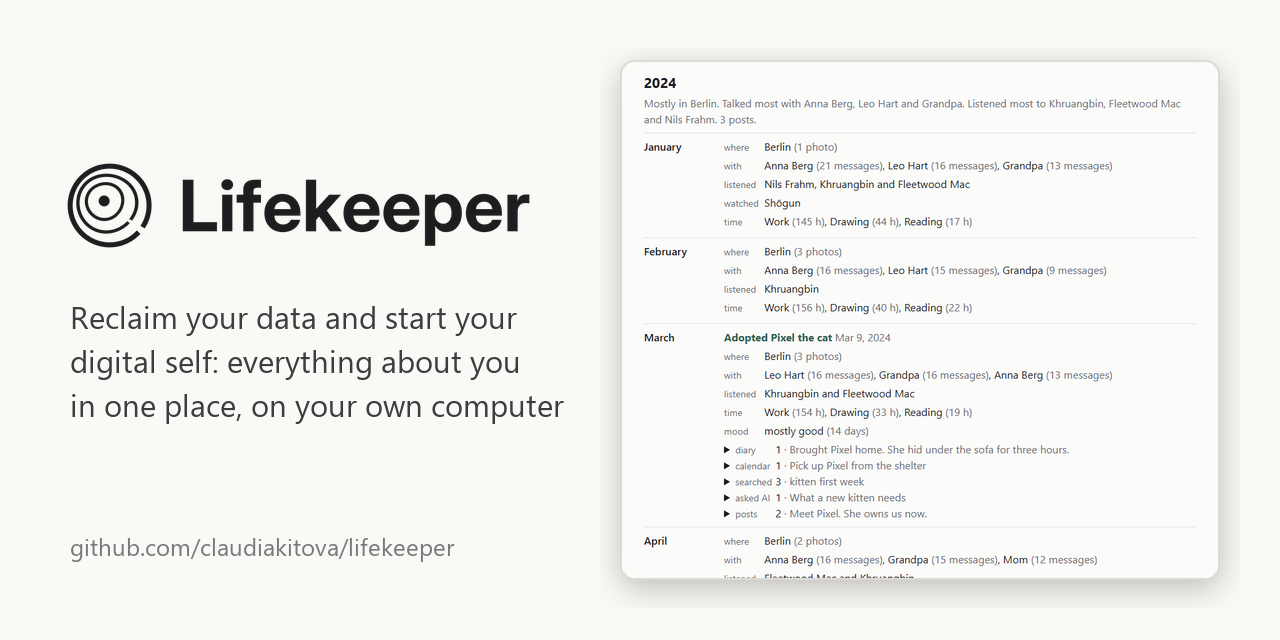 Lifekeeper
Reclaim your data and start your
digital self: everything about you
in one place, on your own computer
github.com/claudiakitova/lifekeeper
2024
Mostly in Berlin. Talked most with Anna Berg, Leo Hart and Grandpa. Listened most to Khruangbin, Fleetwood Mac
and Nils Frahm. 3 posts.
January where Berlin (1 photo)
with Anna Berg (21 messages), Leo Hart (16 messages), Grandpa (13 messages)
listened Nils Frahm, Khruangbin and Fleetwood Mac
watched Shōgun
time Work (145 h), Drawing (44 h), Reading (17 h)
February where Berlin (3 photos)
with Anna Berg (16 messages), Leo Hart (15 messages), Grandpa (9 messages)
listened Khruangbin
time Work (156 h), Drawing (40 h), Reading (22 h)
March Adopted Pixel the cat Mar 9, 2024
where Berlin (3 photos)
with Leo Hart (16 messages), Grandpa (16 messages), Anna Berg (13 messages)
listened Khruangbin and Fleetwood Mac
time Work (154 h), Drawing (33 h), Reading (19 h)
mood mostly good (14 days)
▶ diary 1 · Brought Pixel home. She hid under the sofa for three hours.
▶ calendar 1 · Pick up Pixel from the shelter
▶ searched 3 · kitten first week
▶ asked AI 1 · What a new kitten needs
▶ posts 2 · Meet Pixel. She owns us now.
April where Berlin (2 photos)
with Anna Berg (16 messages), Grandpa (15 messages), Mom (12 messages)
listened Fleetwood Mac and Khruangbin